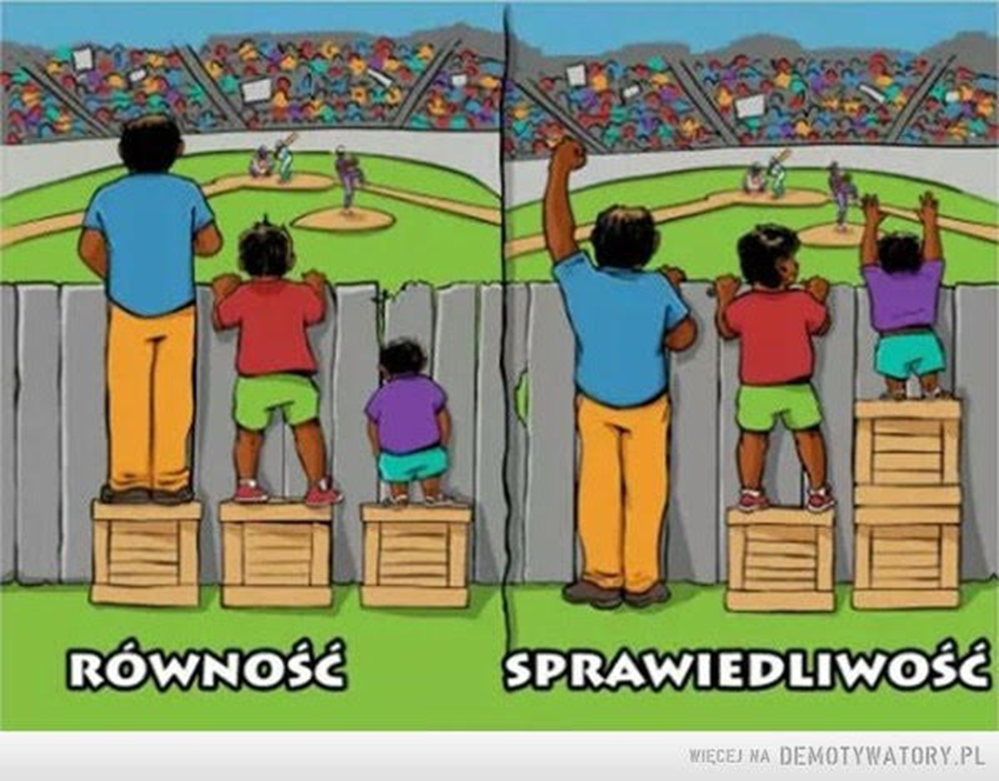 RÓWNOŚĆ
SPRAWIEDLIWOŚĆ
WIĘCEJ NA DEMOTYWATORY.PL